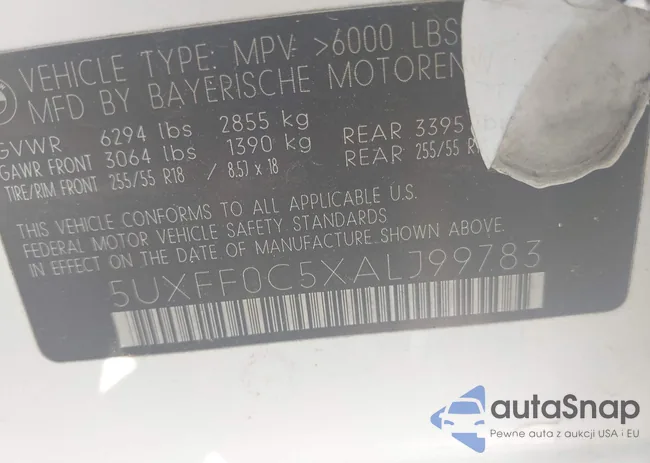 VEHICLE TYPE: MPV >6000 LBS
MFD BY BAYERISCHE MOTOREN
GVWR 6294 lbs 2855 kg
GAWR FRONT 3064 lbs 1390 kg REAR 3395
TIRE/RIM FRONT 255/55 R18 / 8.5J x 18 REAR 255/55
THIS VEHICLE CONFORMS TO ALL APPLICABLE U.S.
FEDERAL MOTOR VEHICLE SAFETY STANDARDS
IN EFFECT ON THE DATE OF MANUFACTURE SHOWN ABOVE.
5UXFF0C5XALJ99783
autaSnap
Pewne auta z aukcji USA i EU